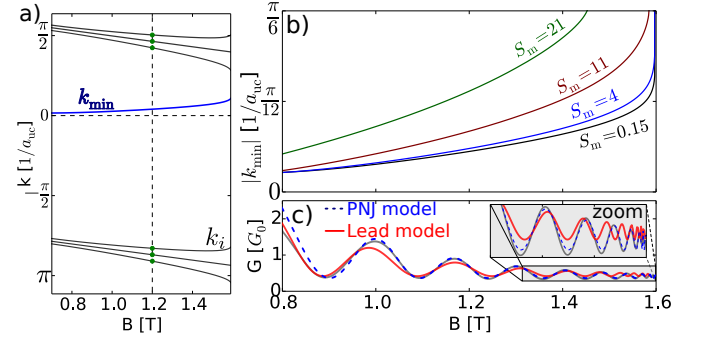 a)
π/2
k_min
0
k [1/a_uc]
−π/2
k_i
π
0.8 1.0 1.2 1.4
B [T]
b)
π/6
S_m=21
S_m=11
π/12
S_m=4
S_m=0.15
|k_min| [1/a_uc]
c)
PNJ model
Lead model
zoom
2
1
0
G [G_0]
0.8 1.0 1.2 1.4 1.6
B [T]